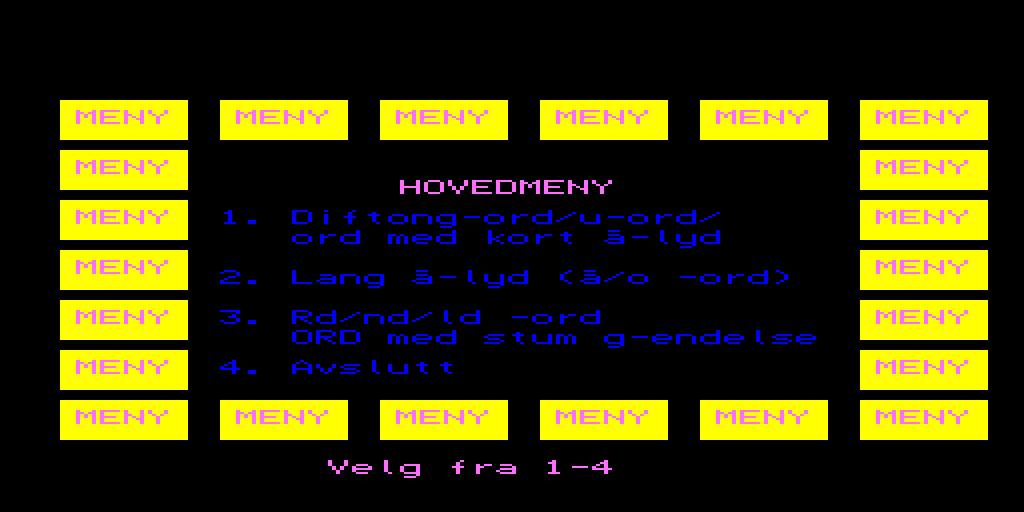 MENY MENY MENY MENY MENY MENY
MENY MENY
HOVEDMENY
MENY MENY
1. Diftong-ord/u-ord/
ord med kort å-lyd
MENY MENY
2. Lang å-lyd (å/o -ord)
MENY MENY
3. Rd/nd/ld -ord
ORD med stum g-endelse
MENY MENY
4. Avslutt
MENY MENY MENY MENY MENY MENY
Velg fra 1-4